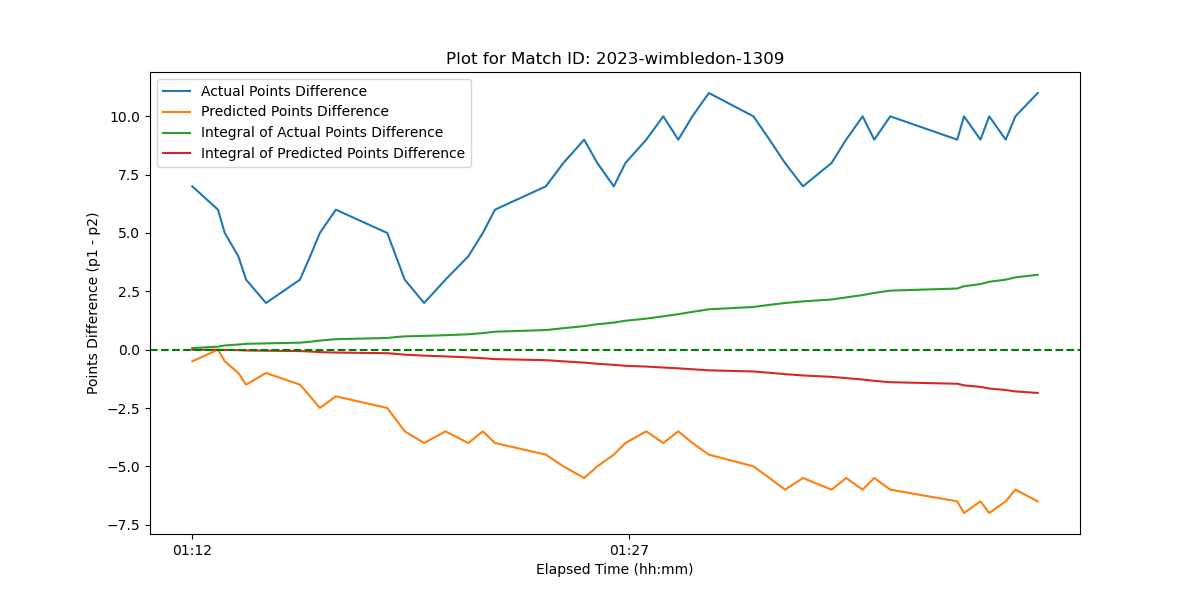 Plot for Match ID: 2023-wimbledon-1309
Actual Points Difference
Predicted Points Difference
Integral of Actual Points Difference
Integral of Predicted Points Difference
Points Difference (p1 - p2)
10.0
7.5
5.0
2.5
0.0
−2.5
−5.0
−7.5
01:12
01:27
Elapsed Time (hh:mm)